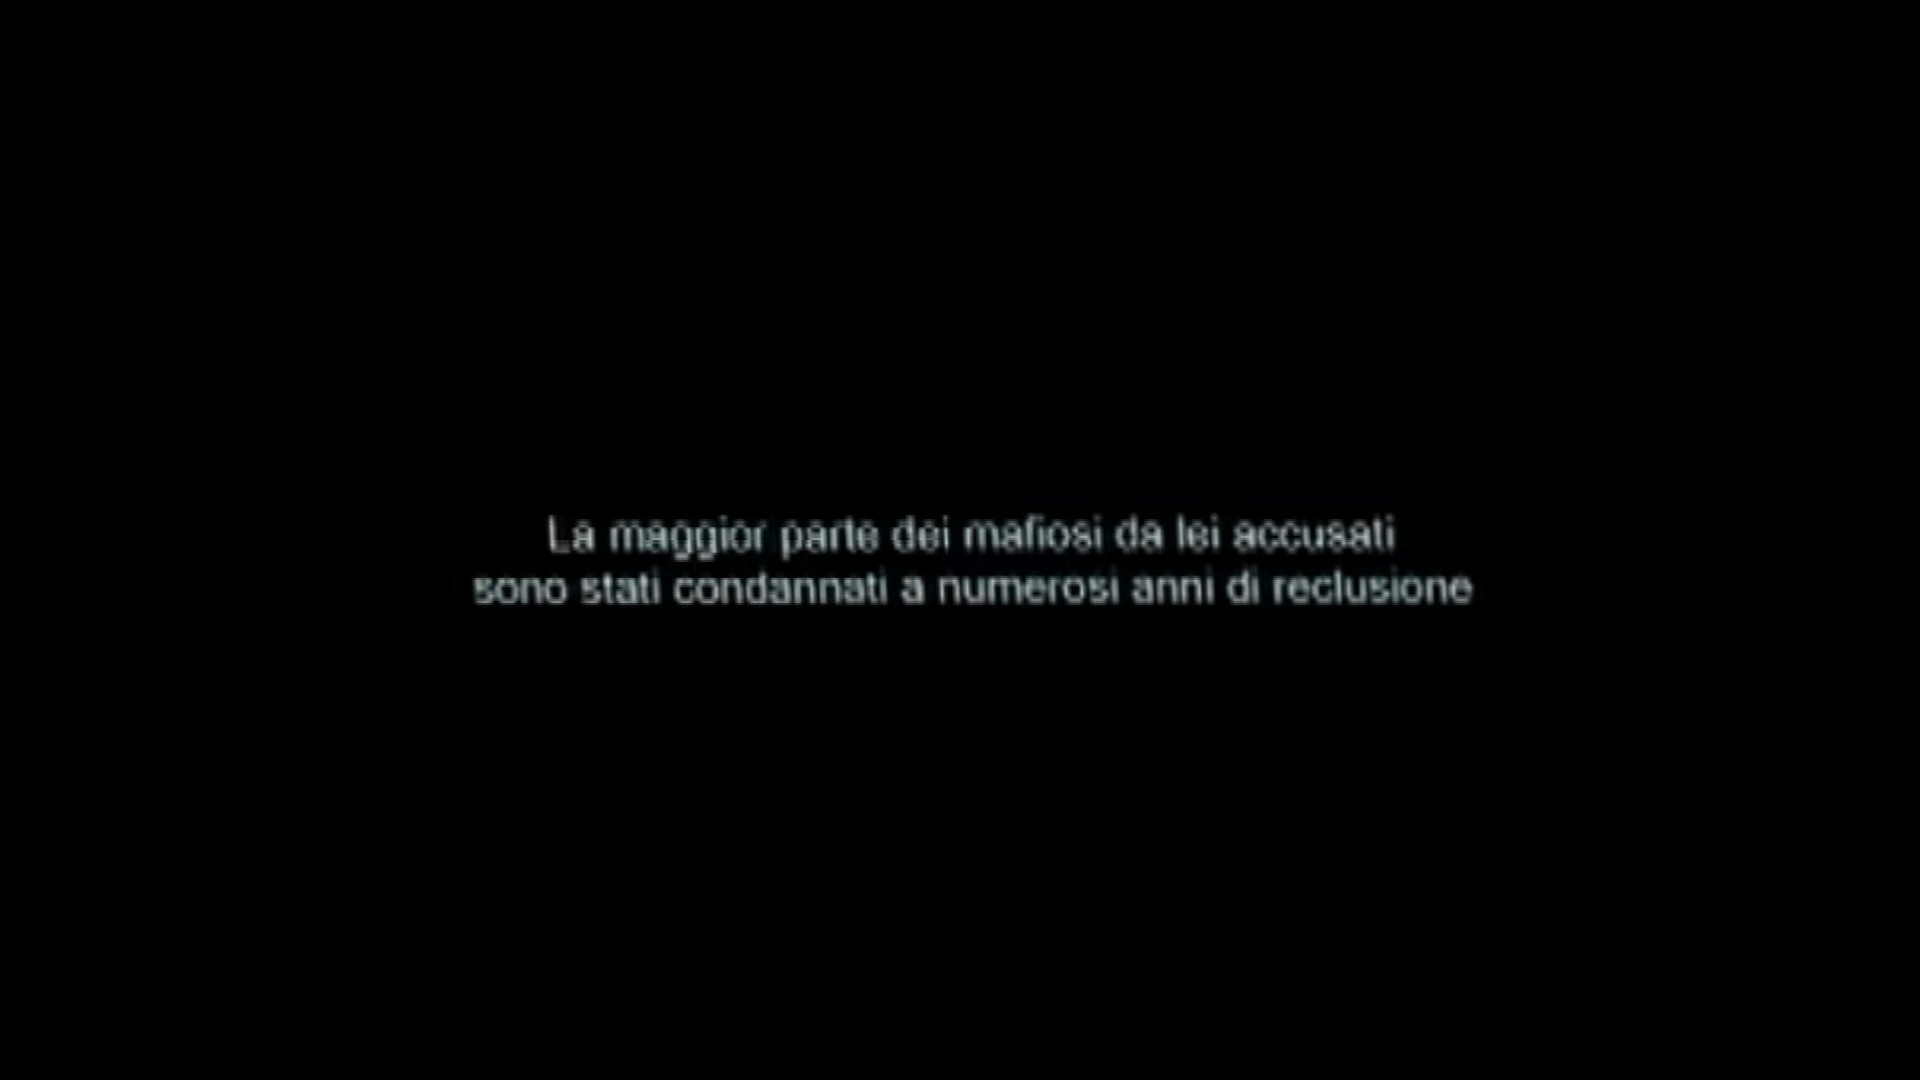 La maggior parte dei mafiosi da lei accusati
sono stati condannati a numerosi anni di reclusione